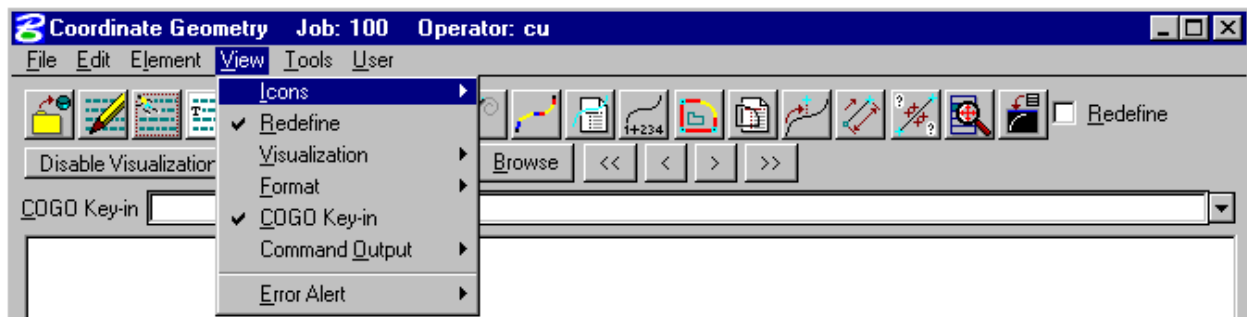 Coordinate Geometry Job: 100 Operator: cu
File Edit Element View Tools User
Icons
1+234
Redefine
Redefine
Disable Visualization
Visualization
Browse << < > >>
Format
COGO Key-in
COGO Key-in
Command Output
Error Alert